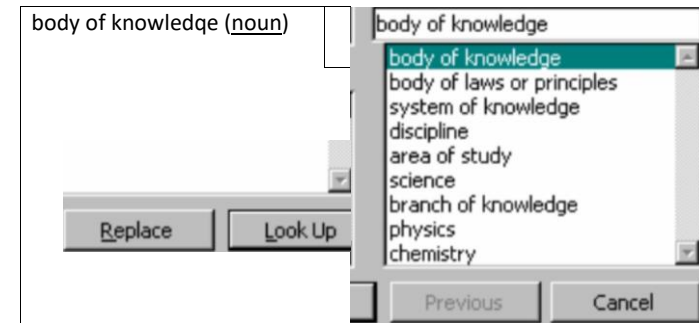 body of knowledqe (noun)
body of knowledge
body of knowledge
body of laws or principles
system of knowledge
discipline
area of study
science
branch of knowledge
physics
chemistry
Replace
Look Up
Previous
Cancel